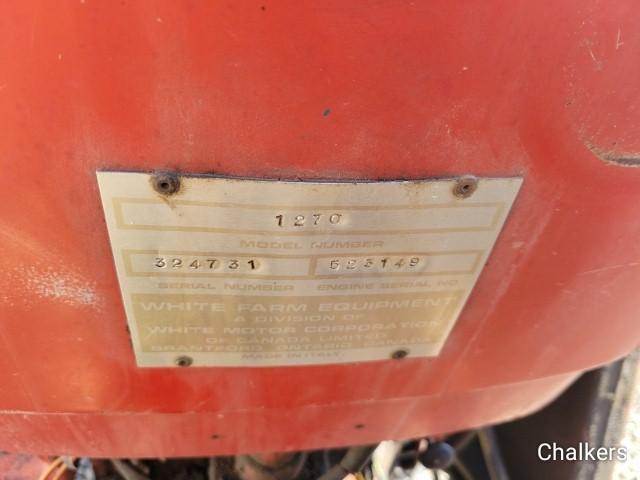 1270
MODEL NUMBER
324731 523149
SERIAL NUMBER ENGINE SERIAL NO.
WHITE FARM EQUIPMENT
A DIVISION OF
WHITE MOTOR CORPORATION
OF CANADA LIMITED
BRANTFORD, ONTARIO CANADA
MADE IN ITALY
Chalkers